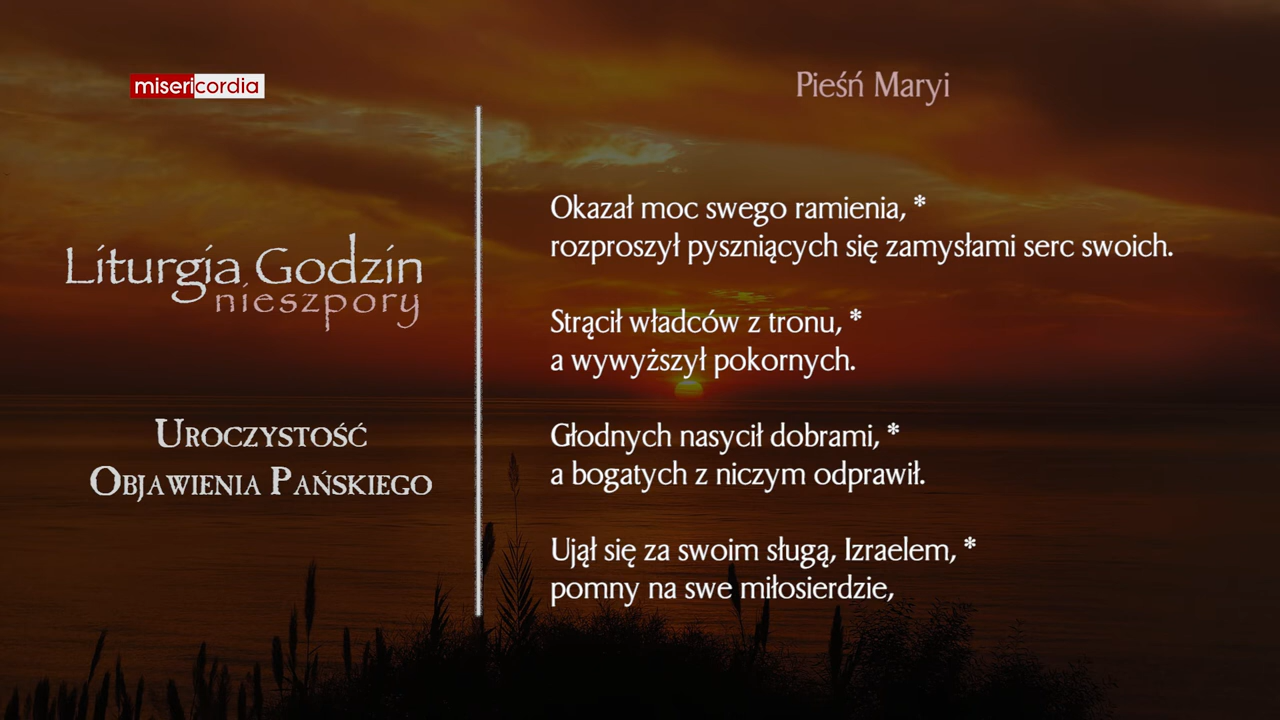 misericordia
Liturgia Godzin
nieszpory
Uroczystość
Objawienia Pańskiego
Pieśń Maryi
Okazał moc swego ramienia, *
rozproszył pyszniących się zamysłami serc swoich.
Strącił władców z tronu, *
a wywyższył pokornych.
Głodnych nasycił dobrami, *
a bogatych z niczym odprawił.
Ujął się za swoim sługą, Izraelem, *
pomny na swe miłosierdzie,